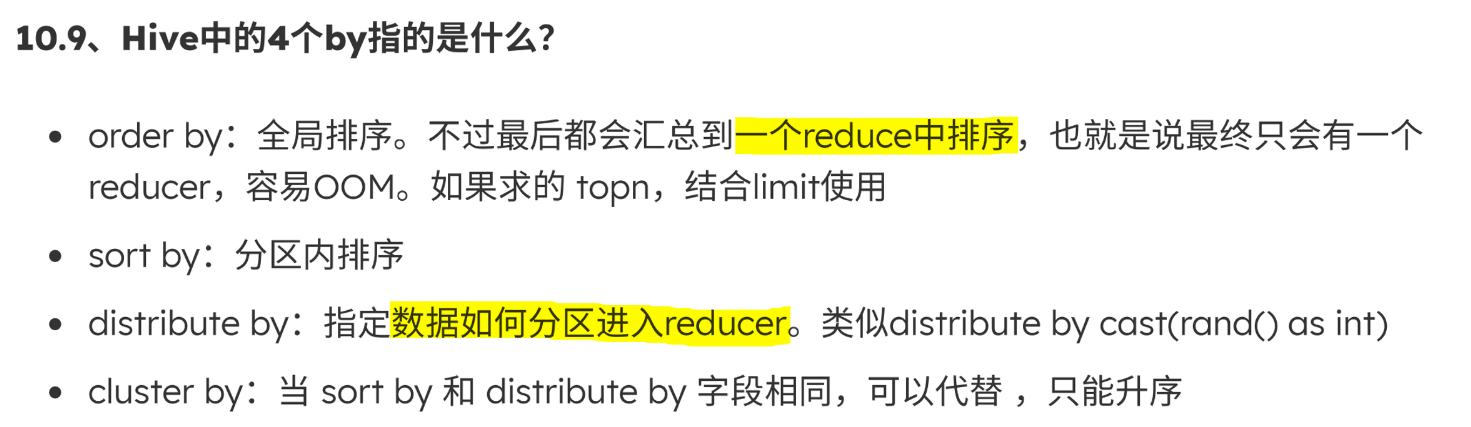 10.9、Hive中的4个by指的是什么?
• order by：全局排序。不过最后都会汇总到一个reduce中排序，也就是说最终只会有一个
reducer，容易OOM。如果求的 topn，结合limit使用
• sort by：分区内排序
• distribute by：指定数据如何分区进入reducer。类似distribute by cast(rand() as int)
• cluster by：当 sort by 和 distribute by 字段相同，可以代替 ，只能升序